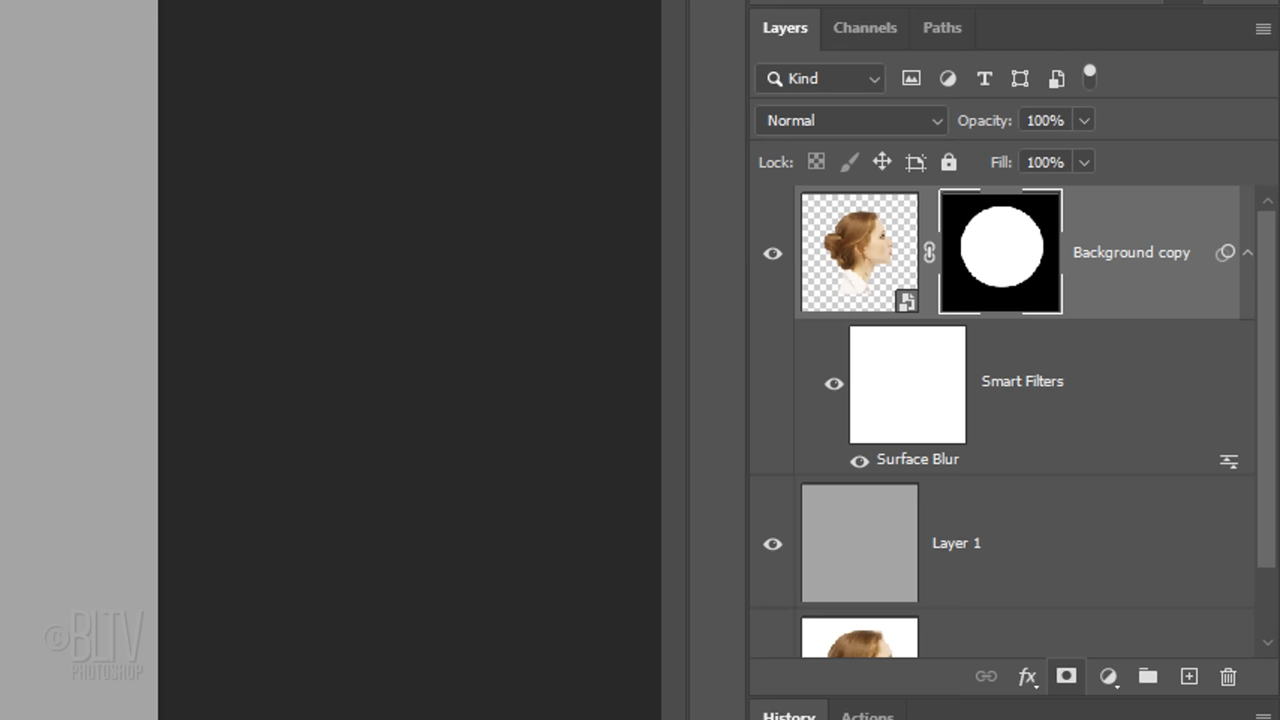 Layers Channels Paths
Kind
Normal Opacity: 100%
Lock: Fill: 100%
Background copy
Smart Filters
Surface Blur
Layer 1
fx
History Actions
©BLTV
PHOTOSHOP